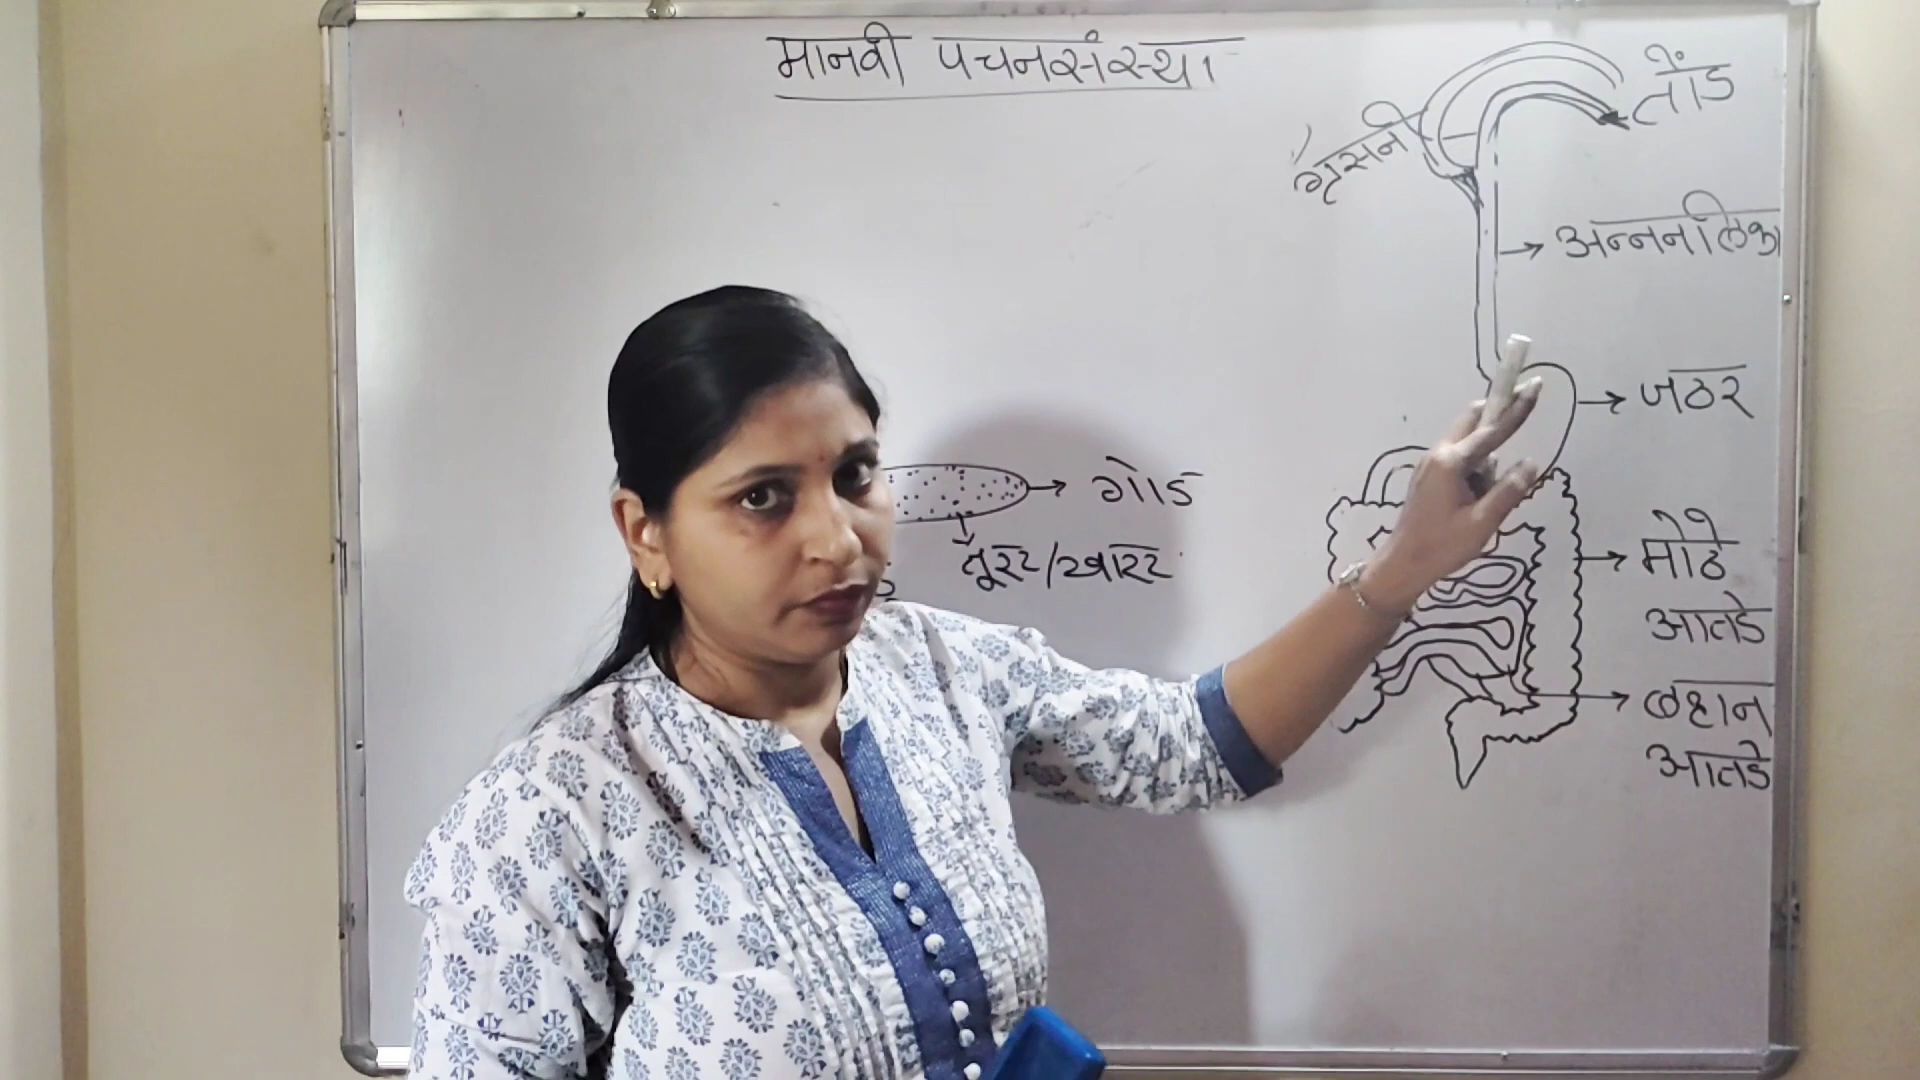 मानवी पचनसंस्था
तोंड
ग्रसनी
अन्ननलिका
जठर
गोड
तूरट/खारट
मोठे
आतडे
लहान
आतडे